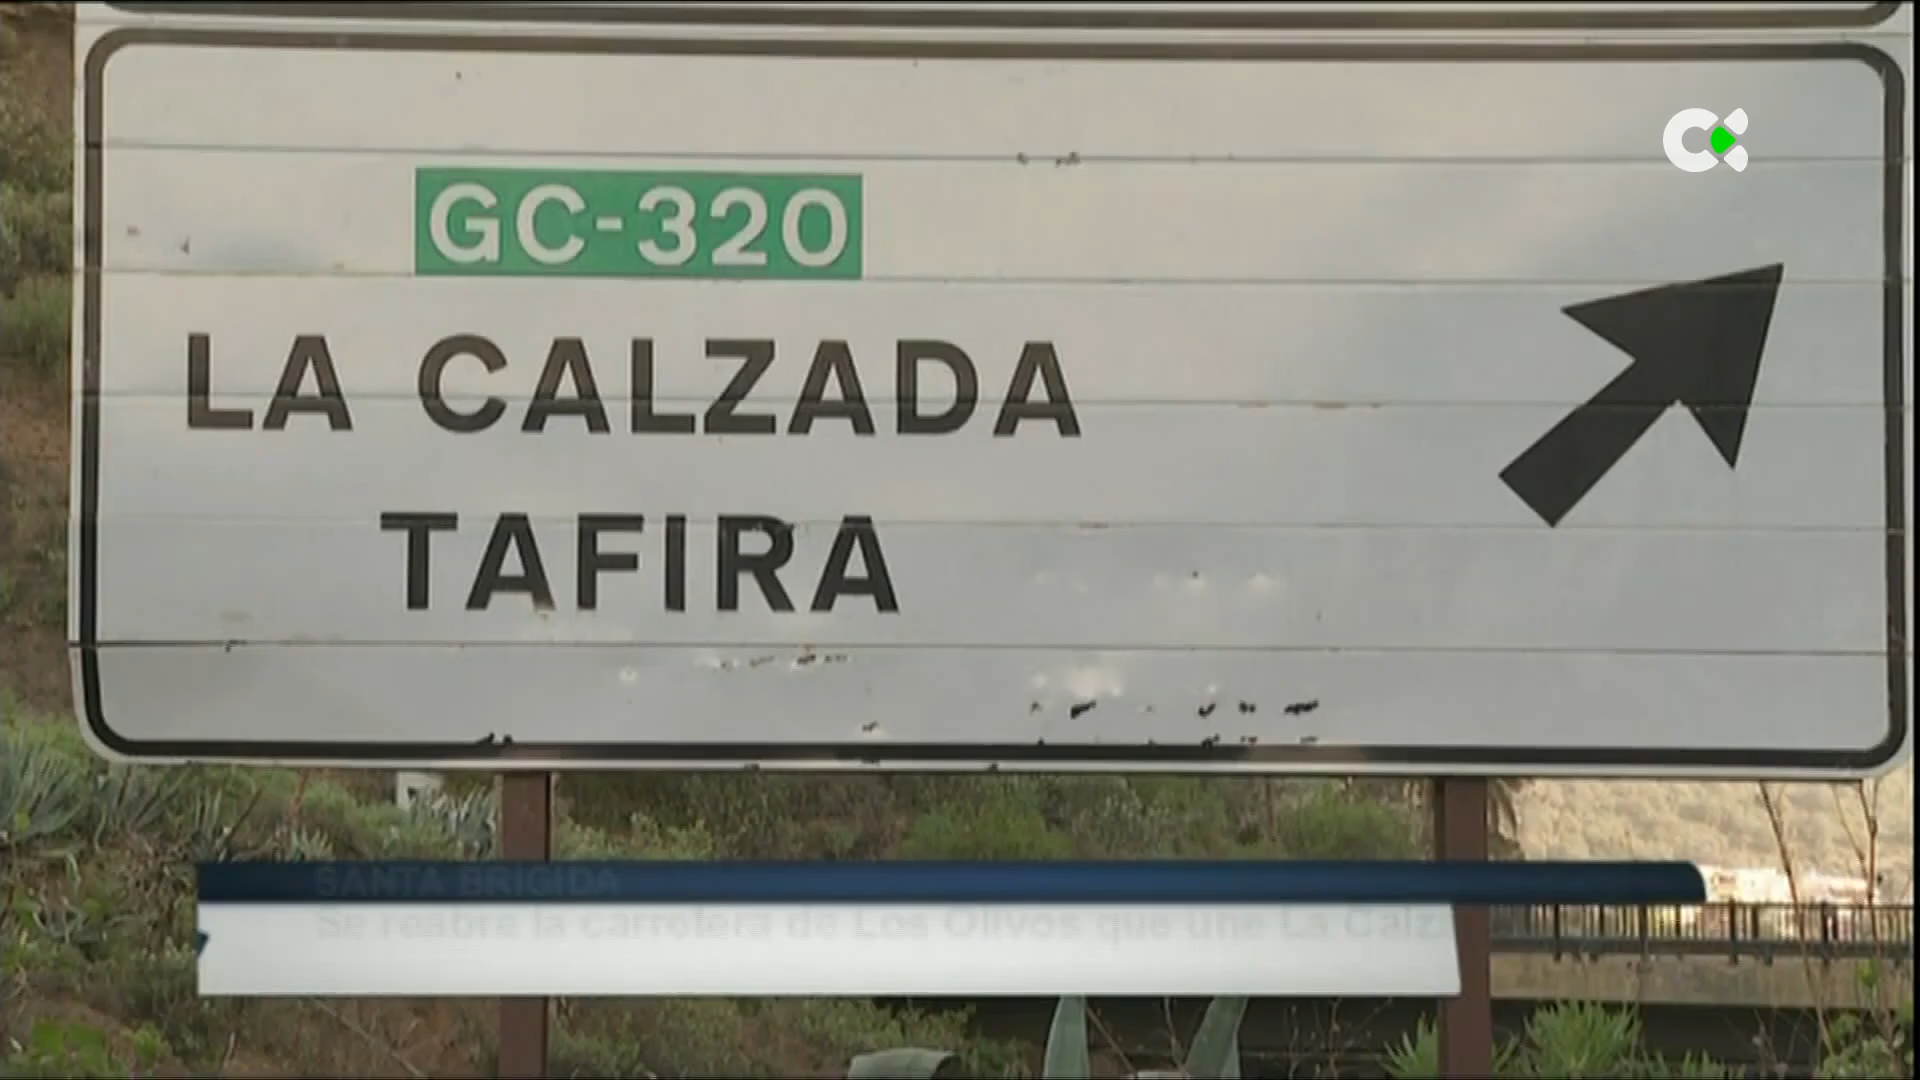 GC-320
LA CALZADA
TAFIRA
SANTA BRIGIDA
Se reabre la carretera de Los Olivos que une La Calz